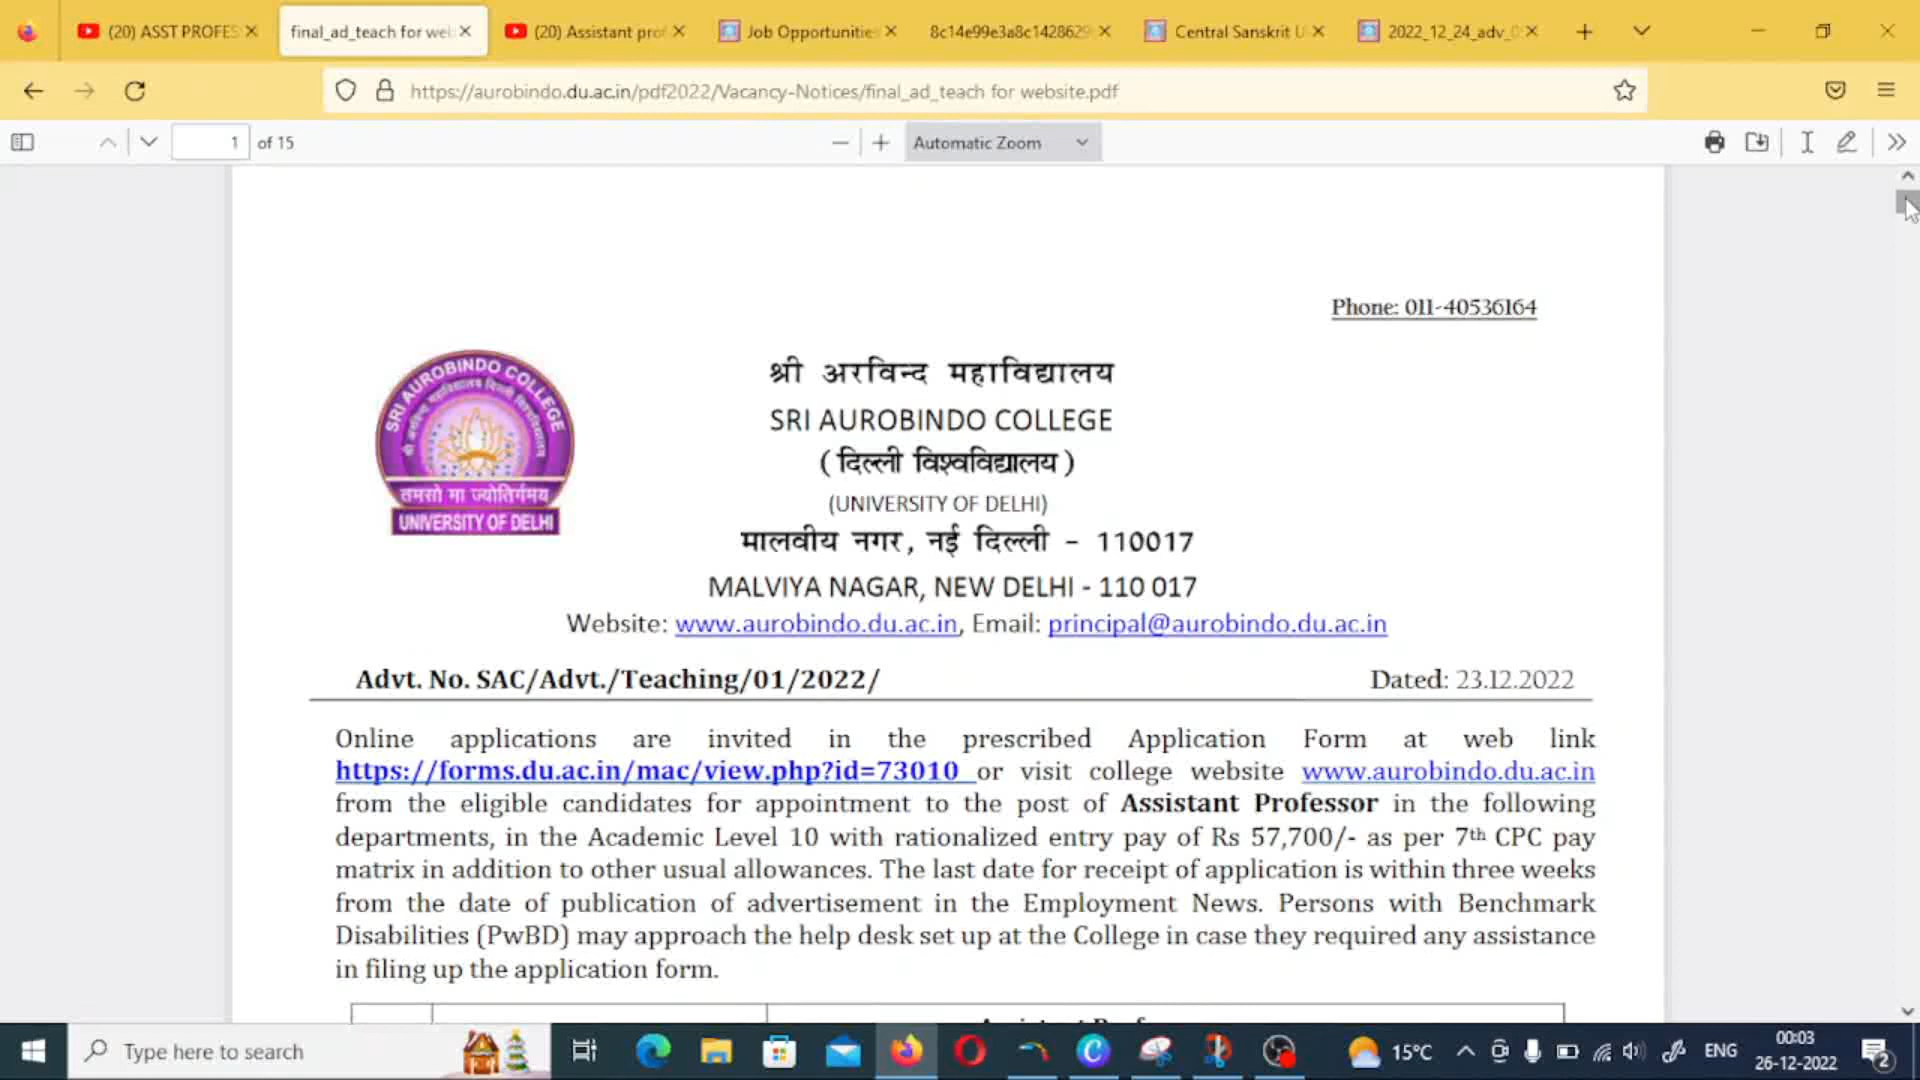 (20) ASST PROFES
final_ad_teach for web
(20) Assistant prof
Job Opportunities
8c14e99e3a8c1428629
Central Sanskrit U
2022_12_24_adv_0
https://aurobindo.du.ac.in/pdf2022/Vacancy-Notices/final_ad_teach for website.pdf
1 of 15
Automatic Zoom
Phone: 011-40536164
SRI AUROBINDO COLLEGE
तमसो मा ज्योतिर्गमय
UNIVERSITY OF DELHI
श्री अरविन्द महाविद्यालय
SRI AUROBINDO COLLEGE
(दिल्ली विश्वविद्यालय)
(UNIVERSITY OF DELHI)
मालवीय नगर, नई दिल्ली - 110017
MALVIYA NAGAR, NEW DELHI - 110 017
Website: www.aurobindo.du.ac.in, Email: principal@aurobindo.du.ac.in
Advt. No. SAC/Advt./Teaching/01/2022/ Dated: 23.12.2022
Online applications are invited in the prescribed Application Form at web link
https://forms.du.ac.in/mac/view.php?id=73010 or visit college website www.aurobindo.du.ac.in
from the eligible candidates for appointment to the post of Assistant Professor in the following
departments, in the Academic Level 10 with rationalized entry pay of Rs 57,700/- as per 7th CPC pay
matrix in addition to other usual allowances. The last date for receipt of application is within three weeks
from the date of publication of advertisement in the Employment News. Persons with Benchmark
Disabilities (PwBD) may approach the help desk set up at the College in case they required any assistance
in filing up the application form.
Type here to search
15°C
ENG
00:03
26-12-2022
2